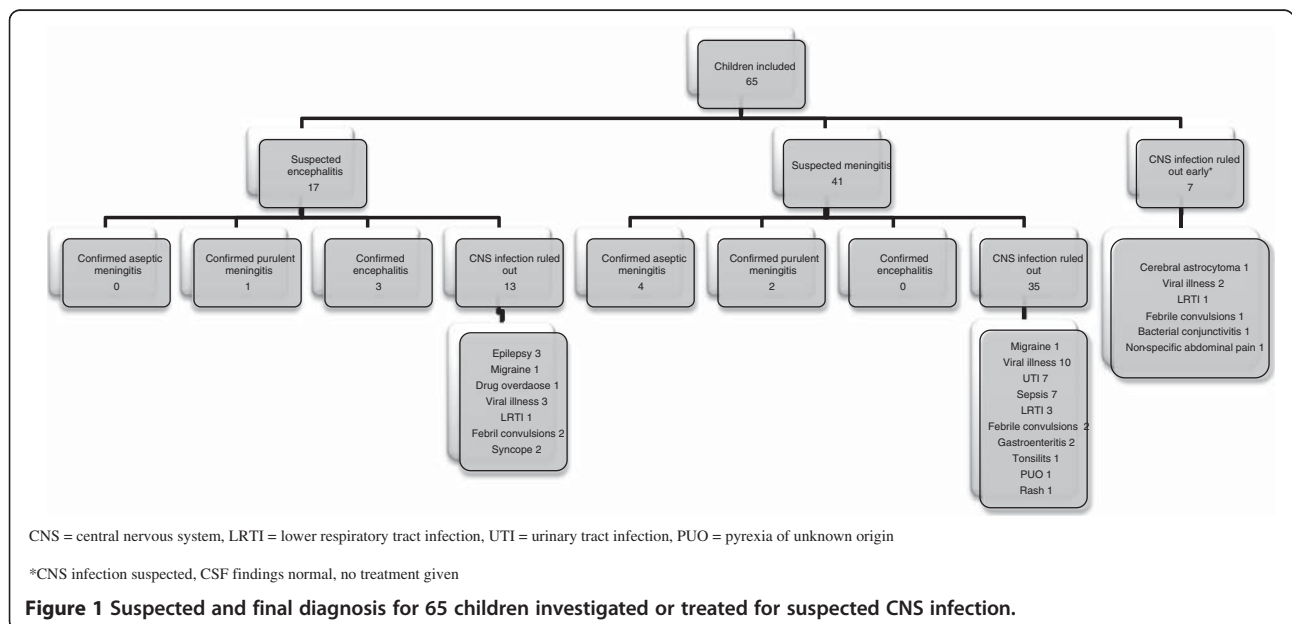 Children included
65
Suspected
encephalitis
17
Suspected meningitis
41
CNS infection ruled
out early*
7
Confirmed aseptic
meningitis
0
Confirmed purulent
meningitis
1
Confirmed
encephalitis
3
CNS infection ruled
out
13
Confirmed aseptic
meningitis
4
Confirmed purulent
meningitis
2
Confirmed
encephalitis
0
CNS infection ruled
out
35
Cerebral astrocytoma 1
Viral illness 2
LRTI 1
Febrile convulsions 1
Bacterial conjunctivitis 1
Non-specific abdominal pain 1
Epilepsy 3
Migraine 1
Drug overdaose 1
Viral illness 3
LRTI 1
Febril convulsions 2
Syncope 2
Migraine 1
Viral illness 10
UTI 7
Sepsis 7
LRTI 3
Febrile convulsions 2
Gastroenteritis 2
Tonsilits 1
PUO 1
Rash 1
CNS = central nervous system, LRTI = lower respiratory tract infection, UTI = urinary tract infection, PUO = pyrexia of unknown origin
*CNS infection suspected, CSF findings normal, no treatment given
Figure 1 Suspected and final diagnosis for 65 children investigated or treated for suspected CNS infection.